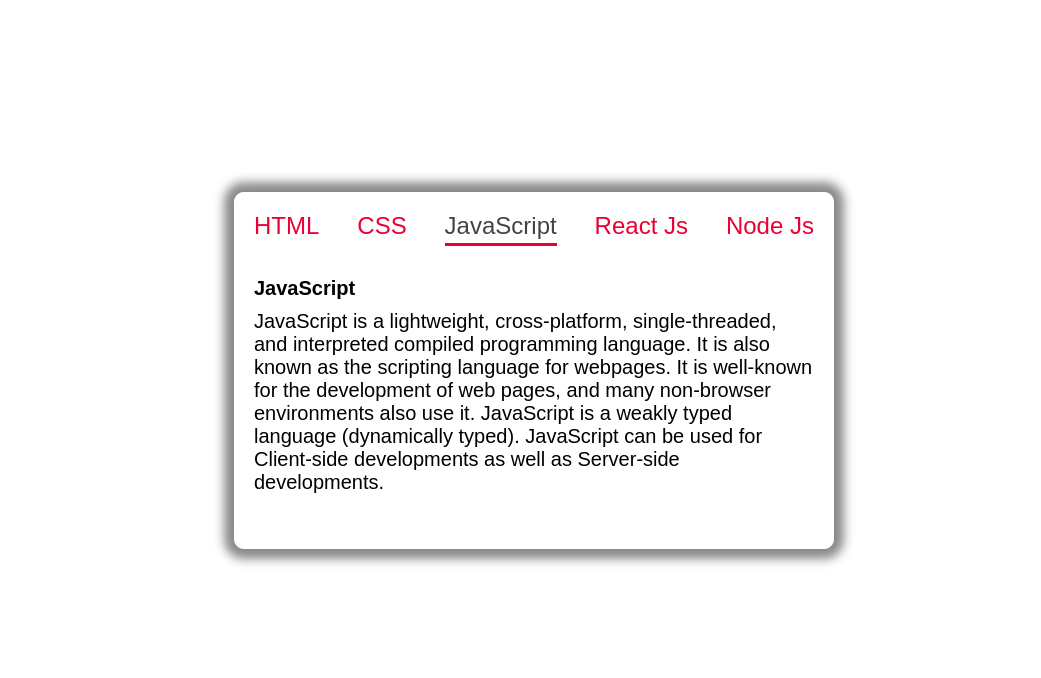 HTML CSS JavaScript React Js Node Js
JavaScript
JavaScript is a lightweight, cross-platform, single-threaded,
and interpreted compiled programming language. It is also
known as the scripting language for webpages. It is well-known
for the development of web pages, and many non-browser
environments also use it. JavaScript is a weakly typed
language (dynamically typed). JavaScript can be used for
Client-side developments as well as Server-side
developments.